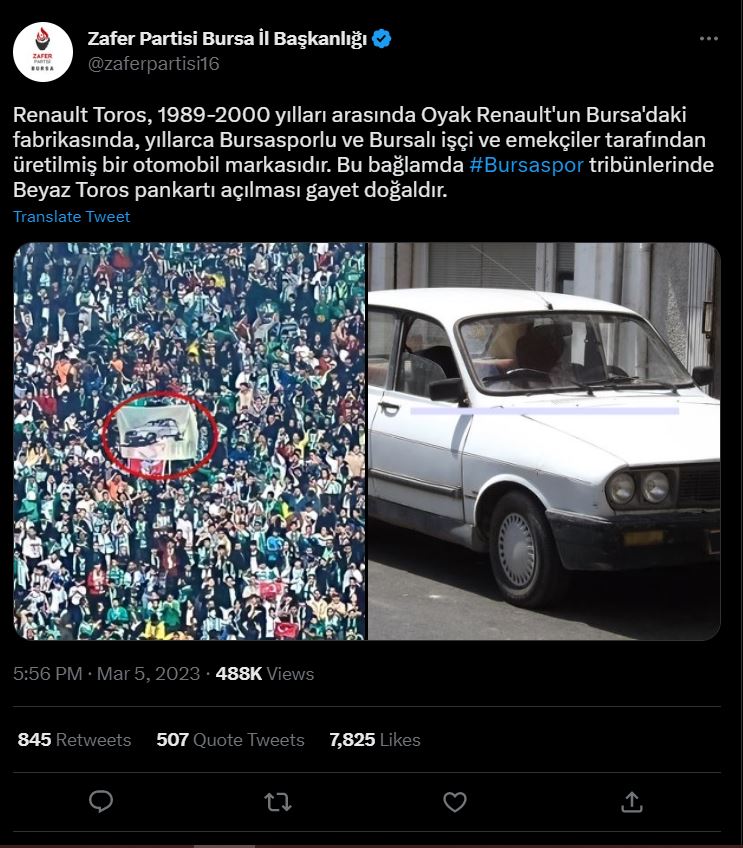 Zafer Partisi Bursa İl Başkanlığı
@zaferpartisi16
ZAFER
PARTİSİ
BURSA
Renault Toros, 1989-2000 yılları arasında Oyak Renault'un Bursa'daki
fabrikasında, yıllarca Bursasporlu ve Bursalı işçi ve emekçiler tarafından
üretilmiş bir otomobil markasıdır. Bu bağlamda #Bursaspor tribünlerinde
Beyaz Toros pankartı açılması gayet doğaldır.
Translate Tweet
5:56 PM · Mar 5, 2023 · 488K Views
845 Retweets 507 Quote Tweets 7,825 Likes